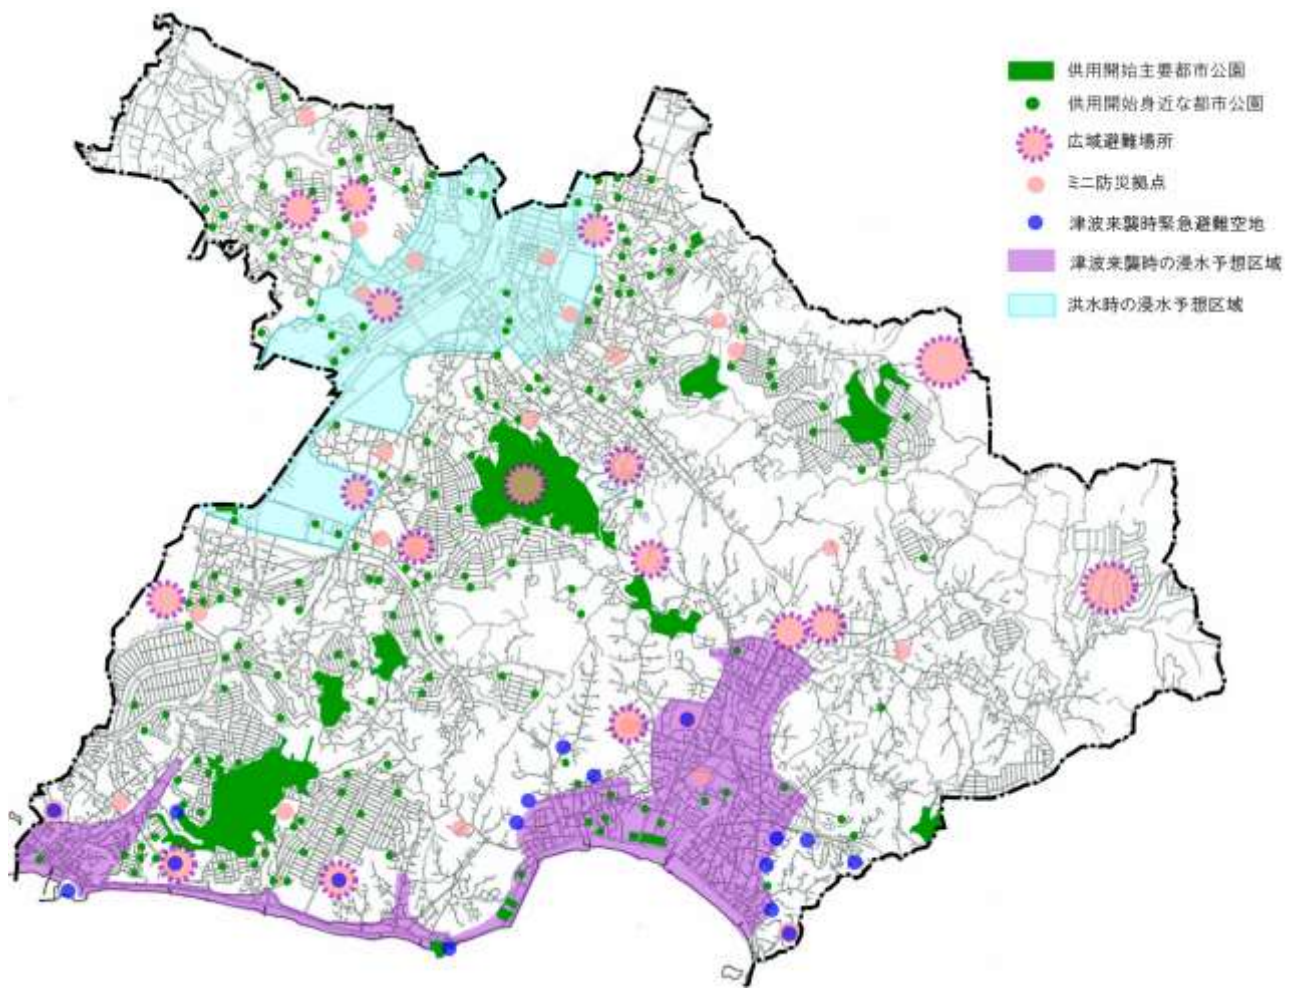 供用開始主要都市公園
供用開始身近な都市公園
広域避難場所
ミニ防災拠点
津波来襲時緊急避難空地
津波来襲時の浸水予想区域
洪水時の浸水予想区域